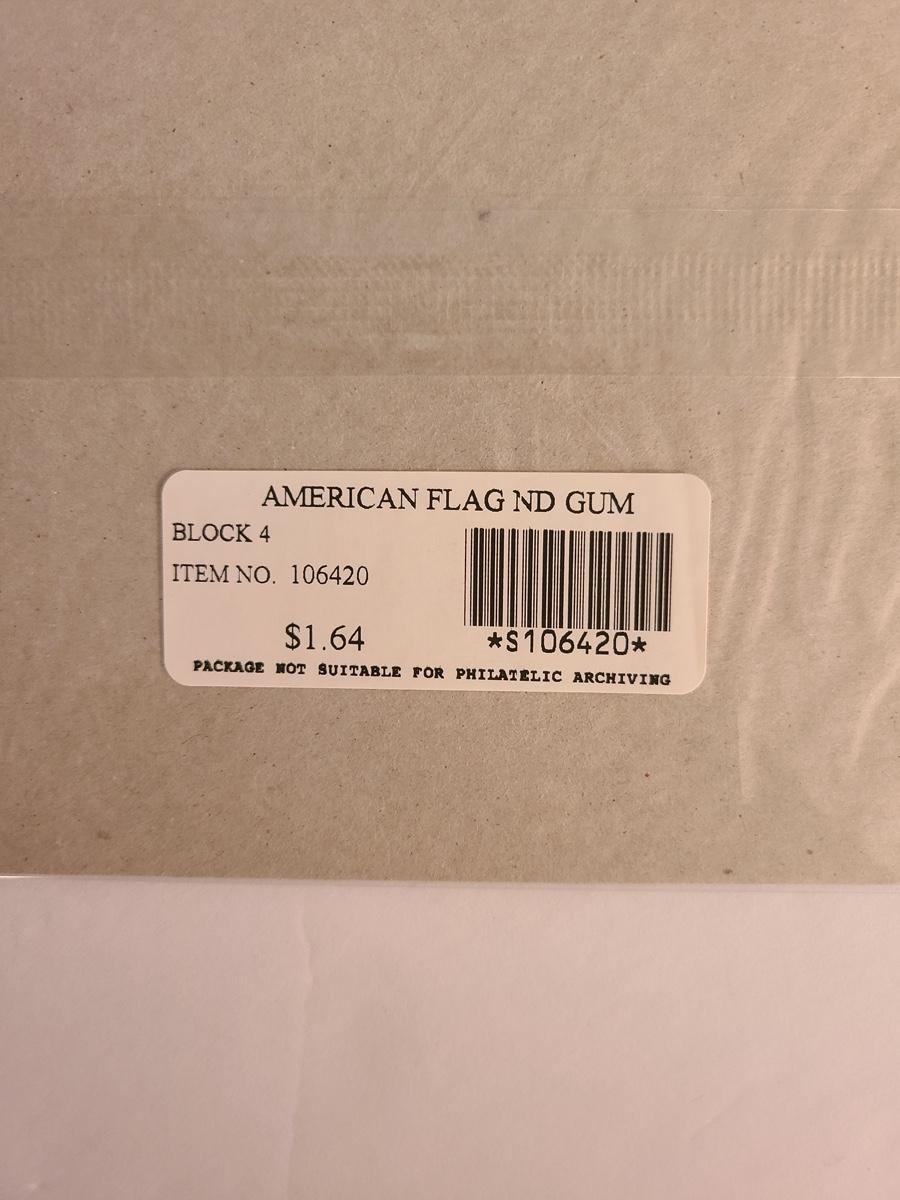 AMERICAN FLAG ND GUM
BLOCK 4
ITEM NO. 106420
$1.64
*S106420*
PACKAGE NOT SUITABLE FOR PHILATELIC ARCHIVING